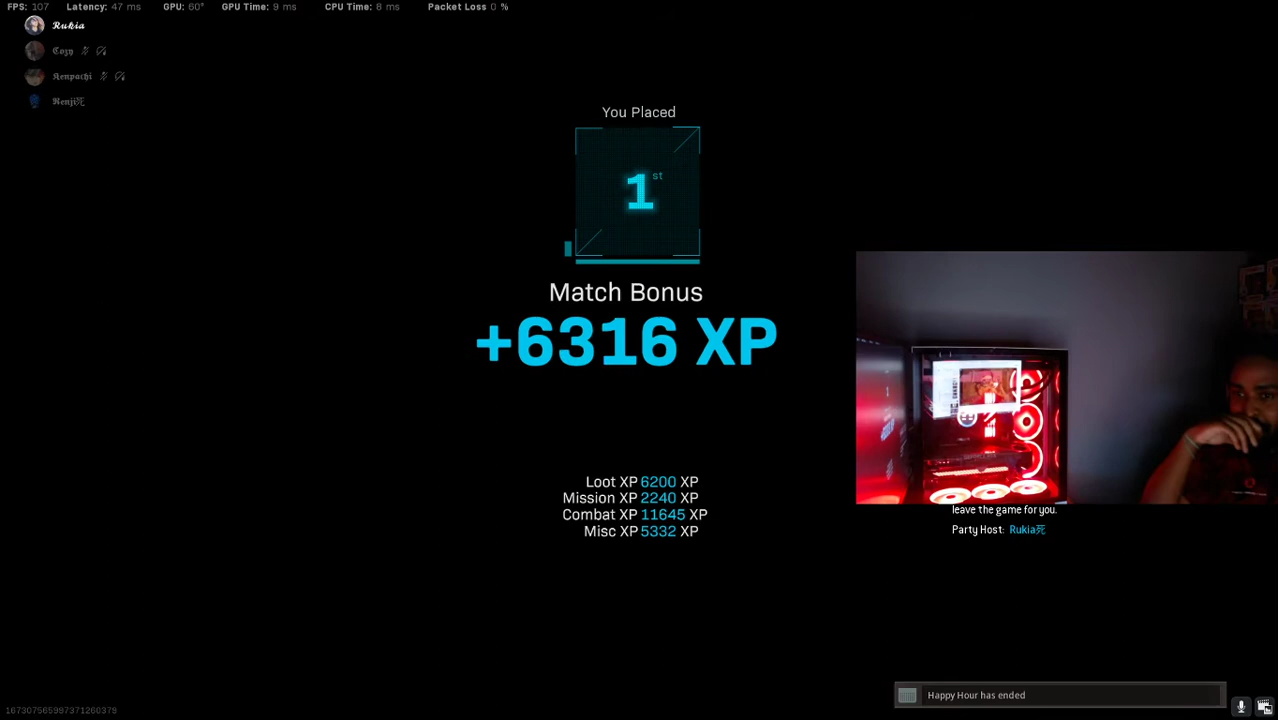 FPS: 107 Latency: 47 ms GPU: 60° GPU Time: 9 ms CPU Time: 8 ms Packet Loss 0 %
Rukia
Cozy
Kenpachi
Renji死
You Placed
1st
Match Bonus
+6316 XP
Loot XP 6200 XP
Mission XP 2240 XP
Combat XP 11645 XP
Misc XP 5332 XP
leave the game for you.
Party Host: Rukia死
Happy Hour has ended